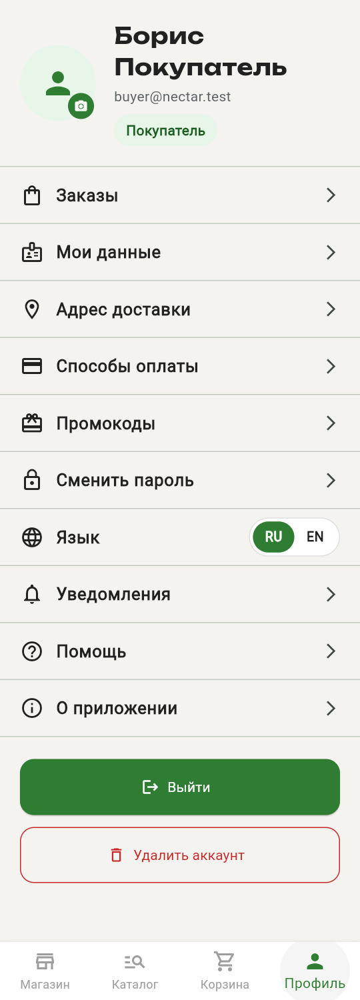 Борис
Покупатель
buyer@nectar.test
Покупатель
Заказы
Мои данные
Адрес доставки
Способы оплаты
Промокоды
Сменить пароль
Язык RU EN
Уведомления
Помощь
О приложении
Выйти
Удалить аккаунт
Магазин Каталог Корзина Профиль